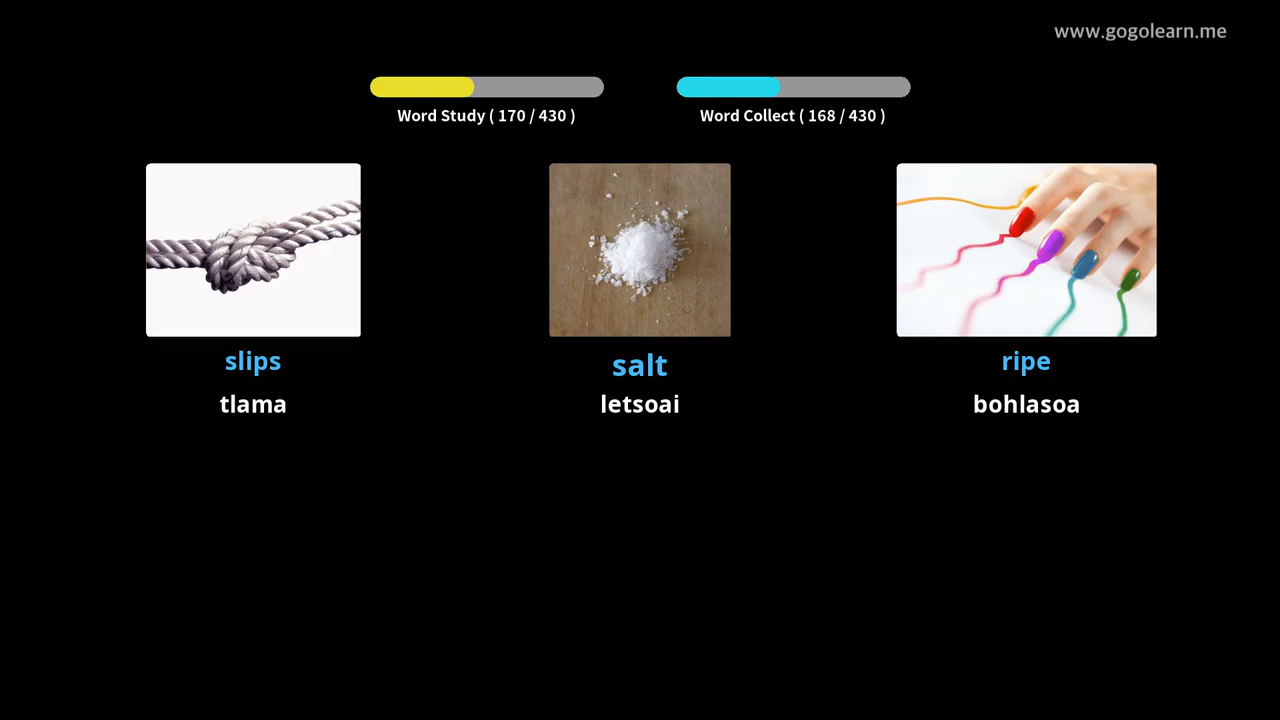 www.gogolearn.me
Word Study ( 170 / 430 )
Word Collect ( 168 / 430 )
slips
salt
ripe
tlama
letsoai
bohlasoa